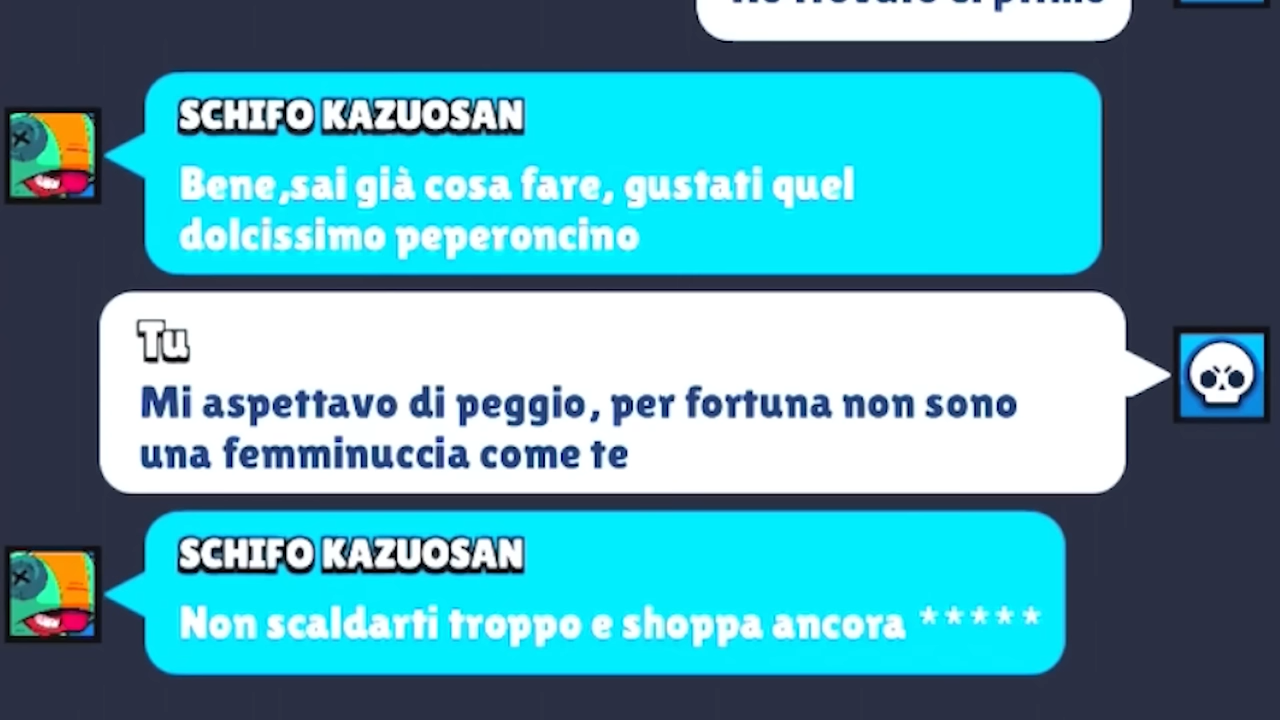 SCHIFO KAZUOSAN
Bene,sai già cosa fare, gustati quel
dolcissimo peperoncino
Tu
Mi aspettavo di peggio, per fortuna non sono
una femminuccia come te
SCHIFO KAZUOSAN
Non scaldarti troppo e shoppa ancora *****